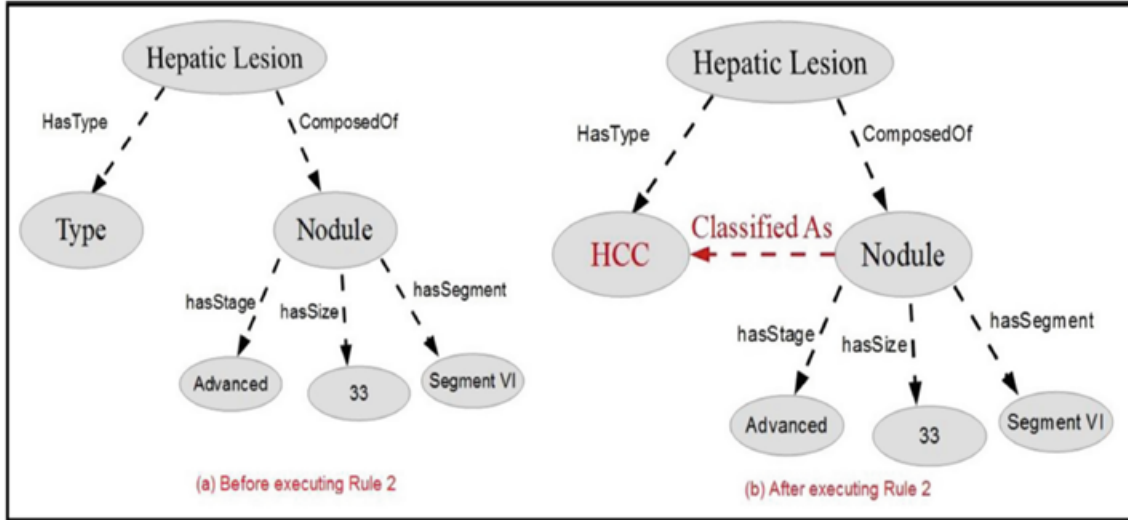 Hepatic Lesion
HasType
ComposedOf
Type
Nodule
hasStage
hasSize
hasSegment
Advanced
33
Segment VI
(a) Before executing Rule 2
Hepatic Lesion
HasType
ComposedOf
HCC
Classified As
Nodule
hasStage
hasSize
hasSegment
Advanced
33
Segment VI
(b) After executing Rule 2